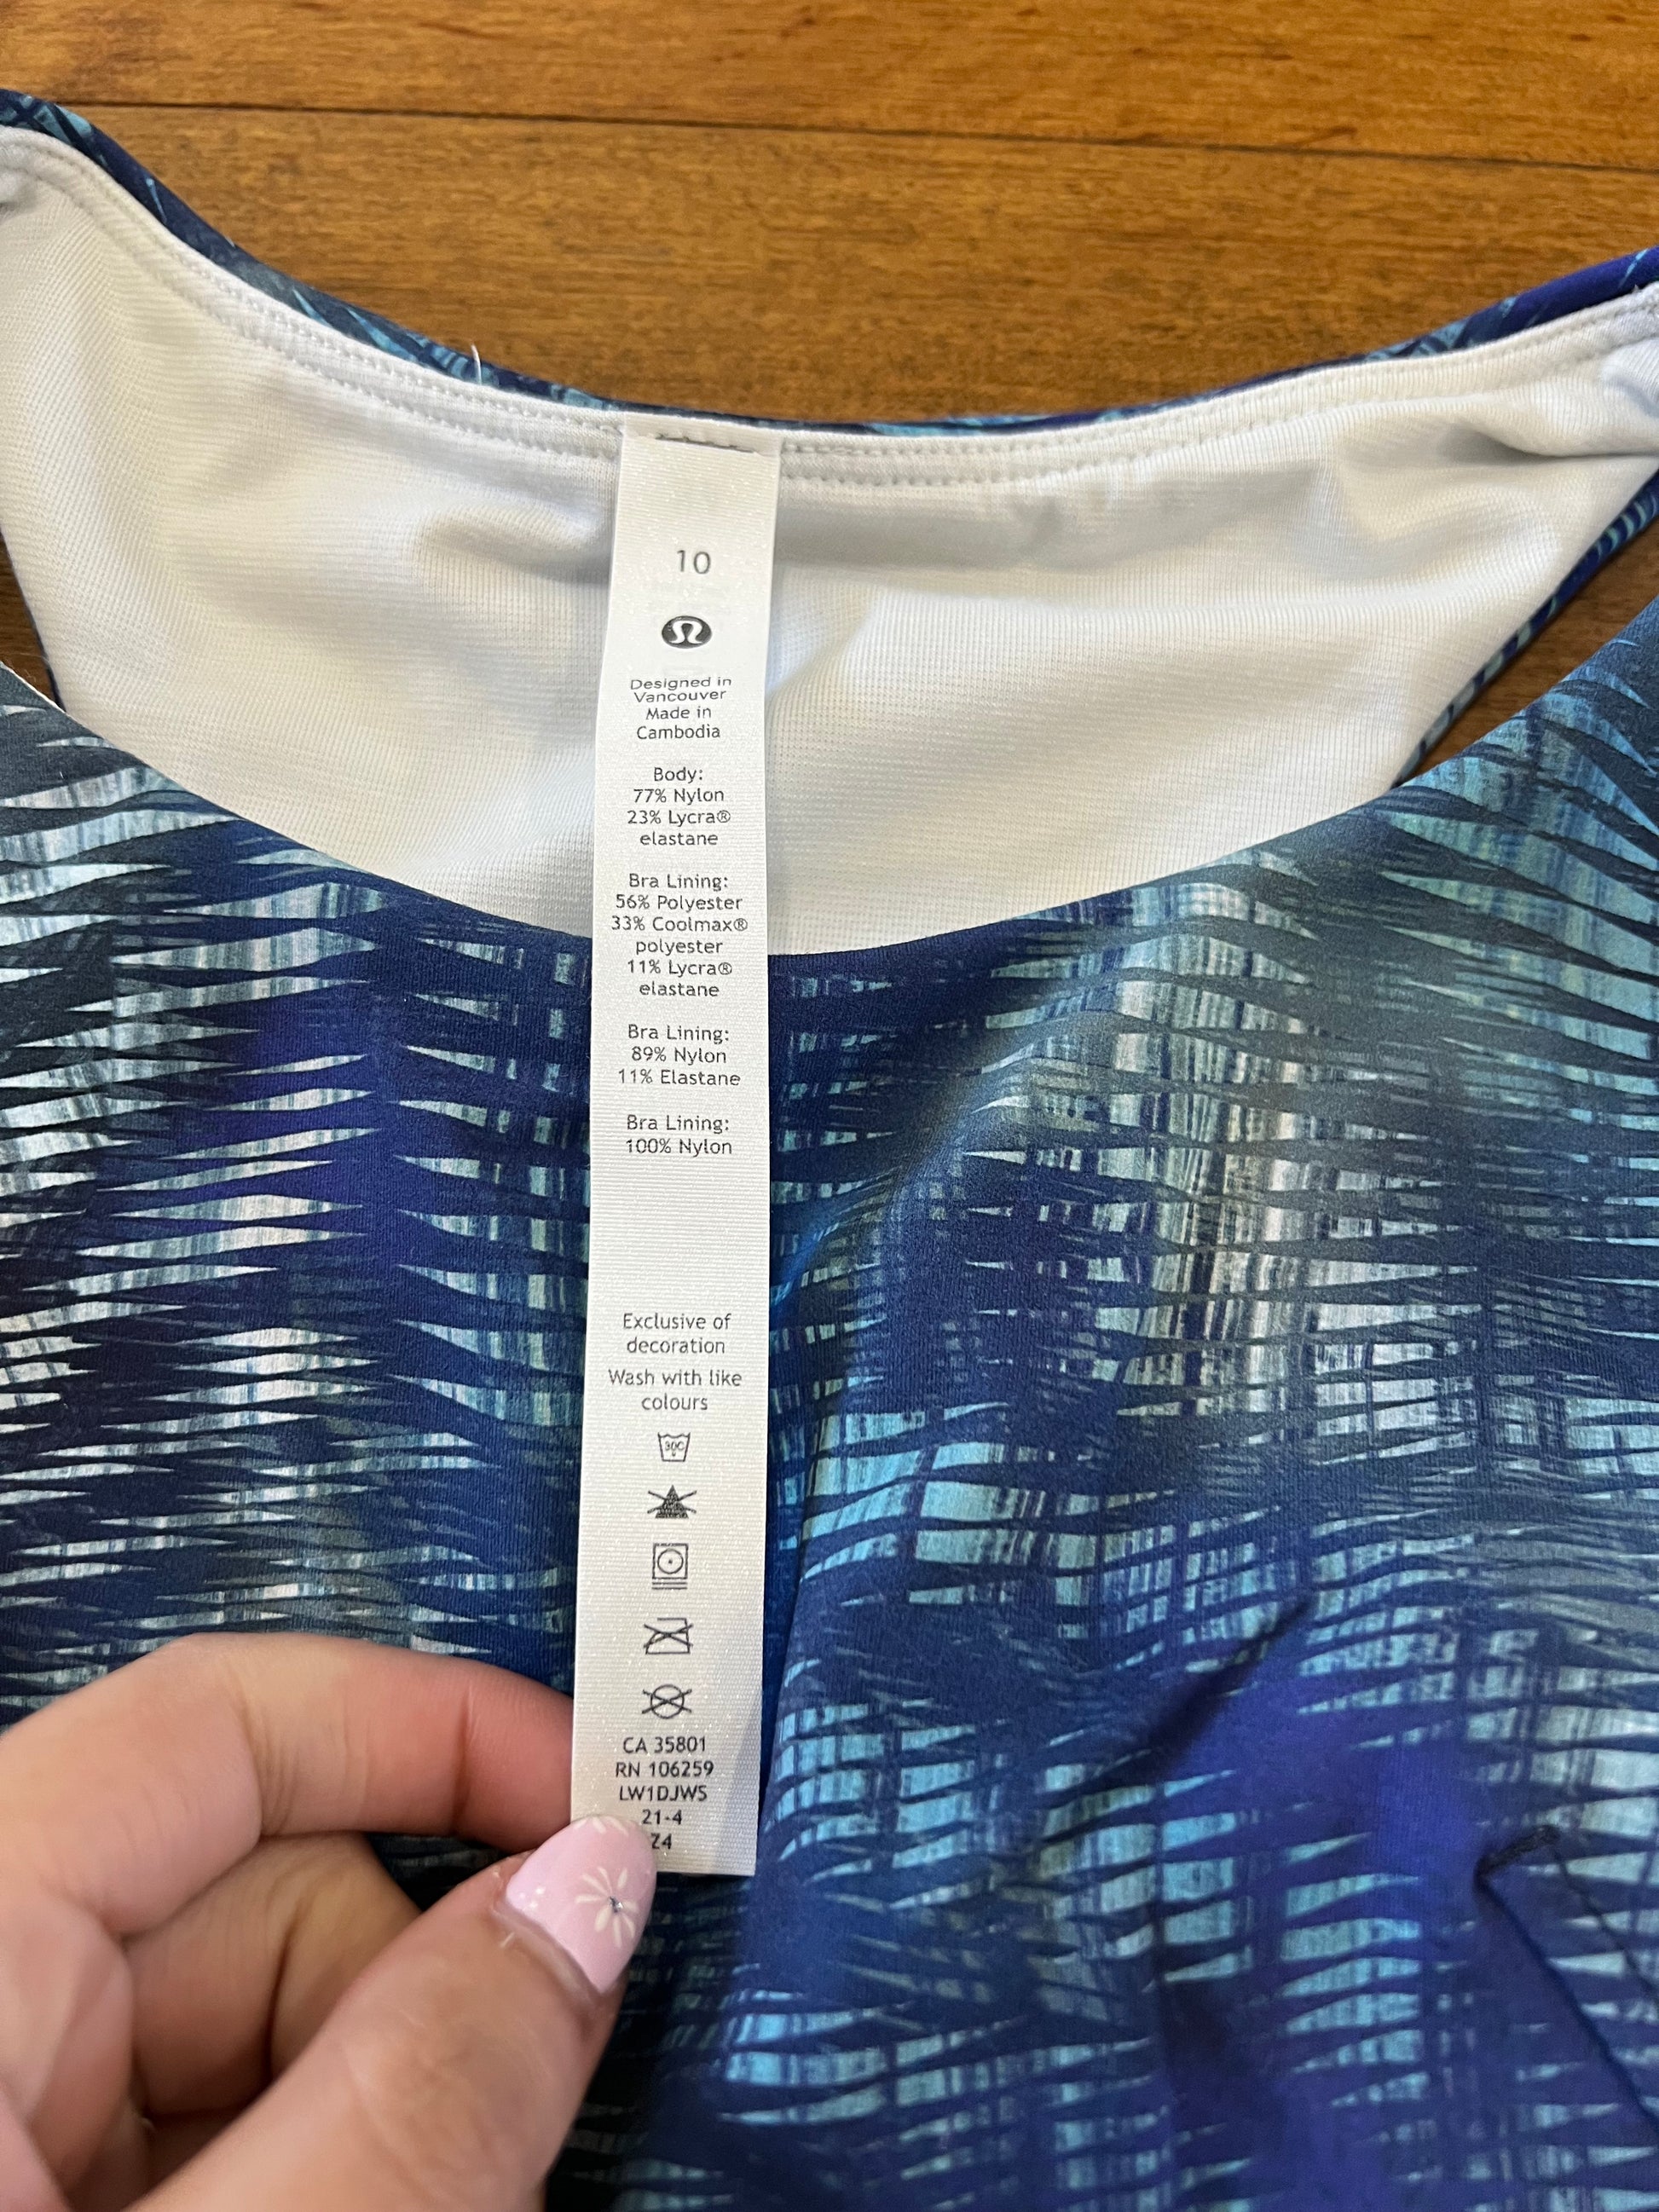 10
Designed in
Vancouver
Made in
Cambodia
Body:
77% Nylon
23% Lycra®
elastane
Bra Lining:
56% Polyester
33% Coolmax®
polyester
11% Lycra®
elastane
Bra Lining:
89% Nylon
11% Elastane
Bra Lining:
100% Nylon
Exclusive of
decoration
Wash with like
colours
30C
CA 35801
RN 106259
LW1DJWS
21-4
Z4